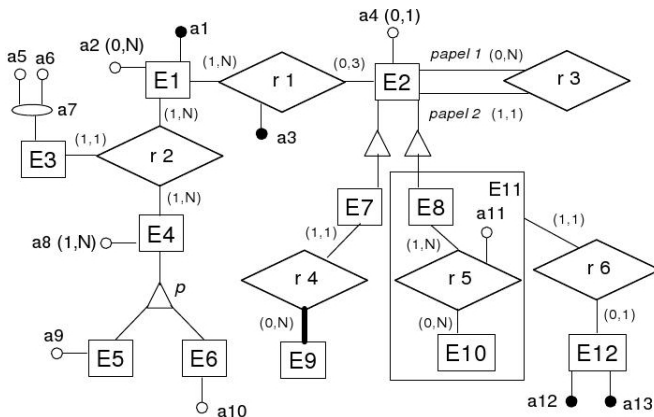 a1
a4 (0,1)
a5
a6
a2 (0,N)
(1,N)
(0,3)
papel 1
(0,N)
E1
r 1
E2
r 3
a7
papel 2
(1,1)
(1,N)
a3
E3
(1,1)
r 2
(1,N)
E11
E7
E8
a11
a8 (1,N)
E4
(1,1)
(1,N)
(1,1)
r 4
r 5
r 6
p
(0,N)
(0,N)
(0,1)
a9
E5
E6
E9
E10
E12
a10
a12
a13